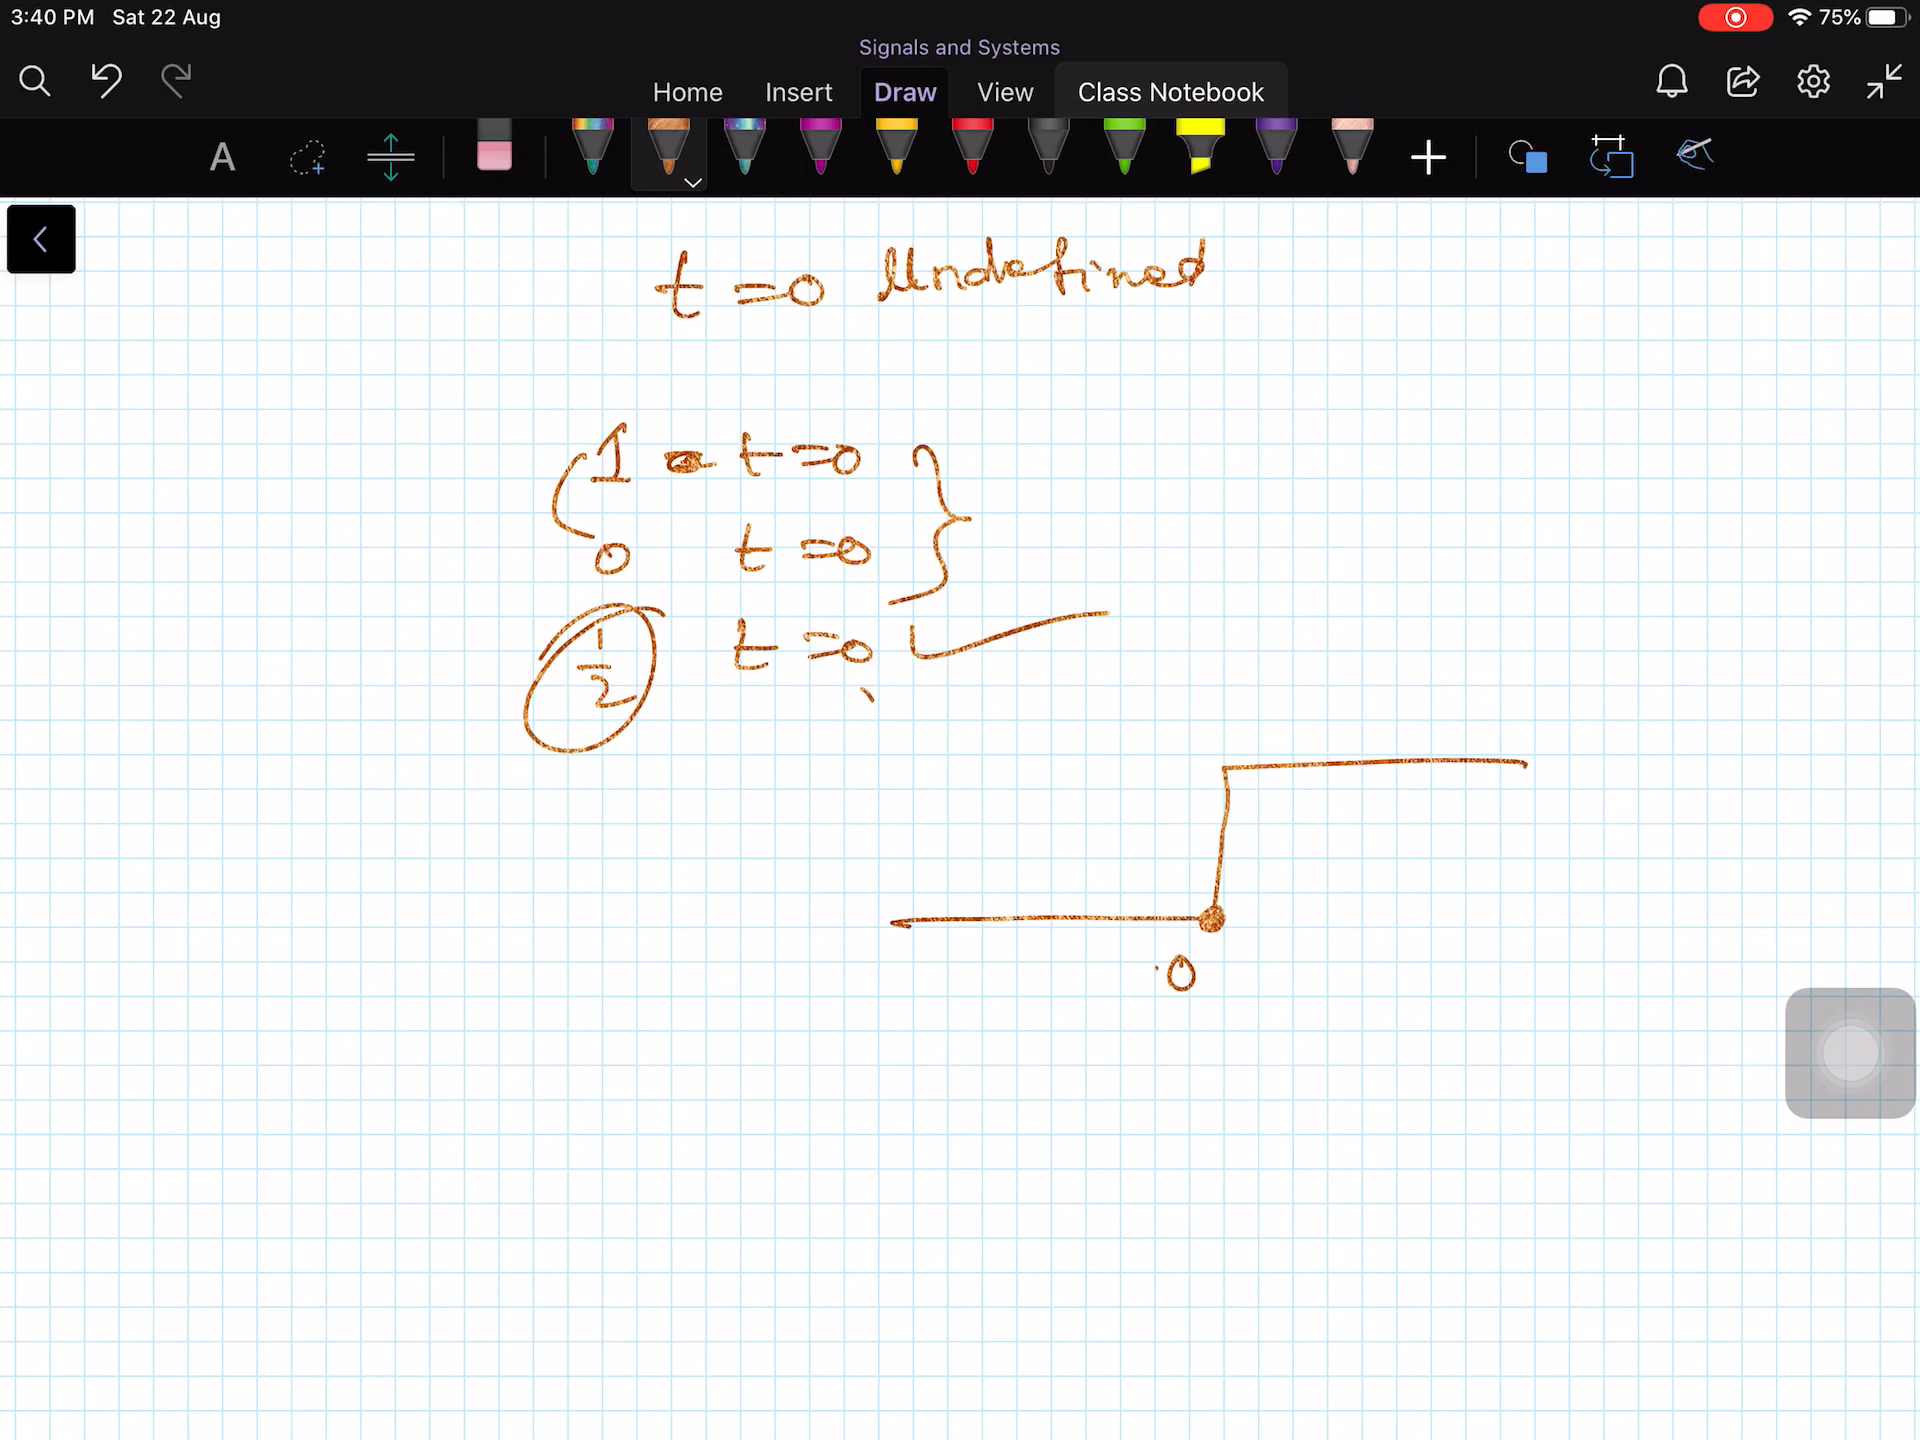 3:40 PM Sat 22 Aug
75%
Signals and Systems
Home Insert Draw View Class Notebook
A
t =0 Undefined
1 t =0
0 t =0
1/2 t =0
0